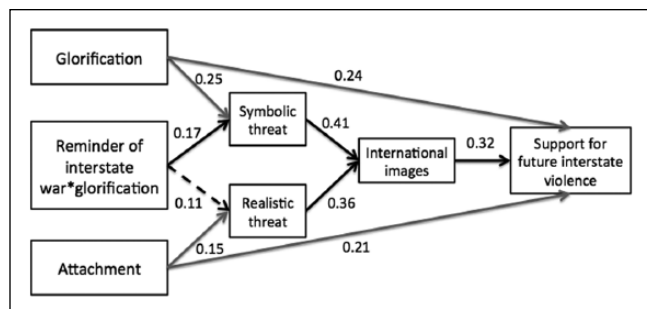 Glorification
0.24
0.25
Symbolic
threat
0.17
0.41
Reminder of
interstate
war*glorification
International
images
0.32
Support for
future interstate
violence
0.11
Realistic
threat
0.36
0.15
0.21
Attachment